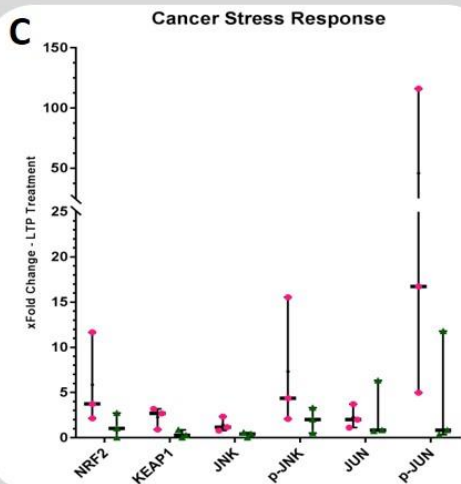 C
Cancer Stress Response
150
100
50
25
20
15
10
5
0
xFold Change - LTP Treatment
NRF2
KEAP1
JNK
p-JNK
JUN
p-JUN